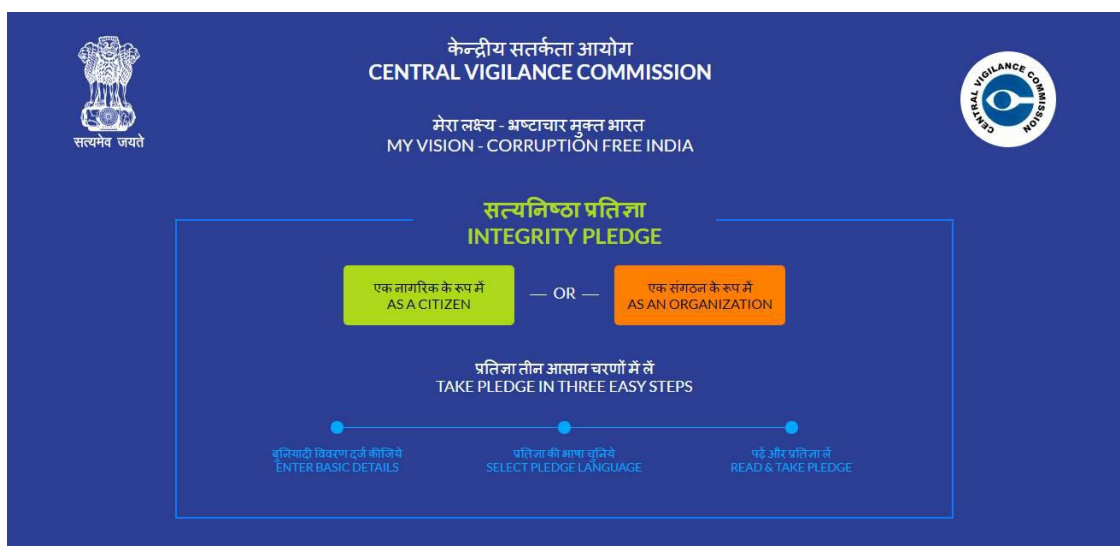 केन्द्रीय सतर्कता आयोग
CENTRAL VIGILANCE COMMISSION
सत्यमेव जयते
CENTRAL VIGILANCE COMMISSION
मेरा लक्ष्य - भ्रष्टाचार मुक्त भारत
MY VISION - CORRUPTION FREE INDIA
सत्यनिष्ठा प्रतिज्ञा
INTEGRITY PLEDGE
एक नागरिक के रूप में
AS A CITIZEN
— OR —
एक संगठन के रूप में
AS AN ORGANIZATION
प्रतिज्ञा तीन आसान चरणों में लें
TAKE PLEDGE IN THREE EASY STEPS
बुनियादी विवरण दर्ज कीजिये
ENTER BASIC DETAILS
प्रतिज्ञा की भाषा चुनिये
SELECT PLEDGE LANGUAGE
पढ़ें और प्रतिज्ञा लें
READ & TAKE PLEDGE